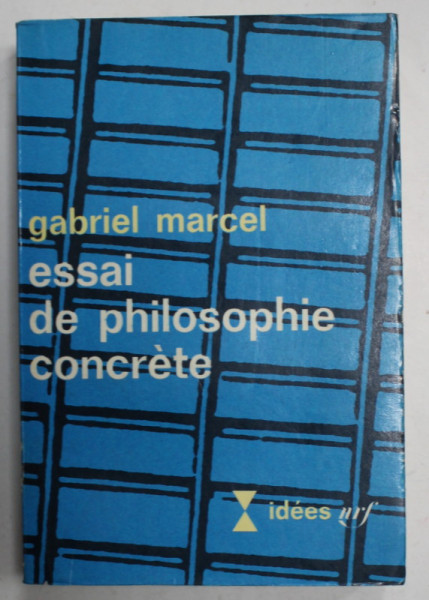 gabriel marcel
essai
de philosophie
concrète
idées nrf